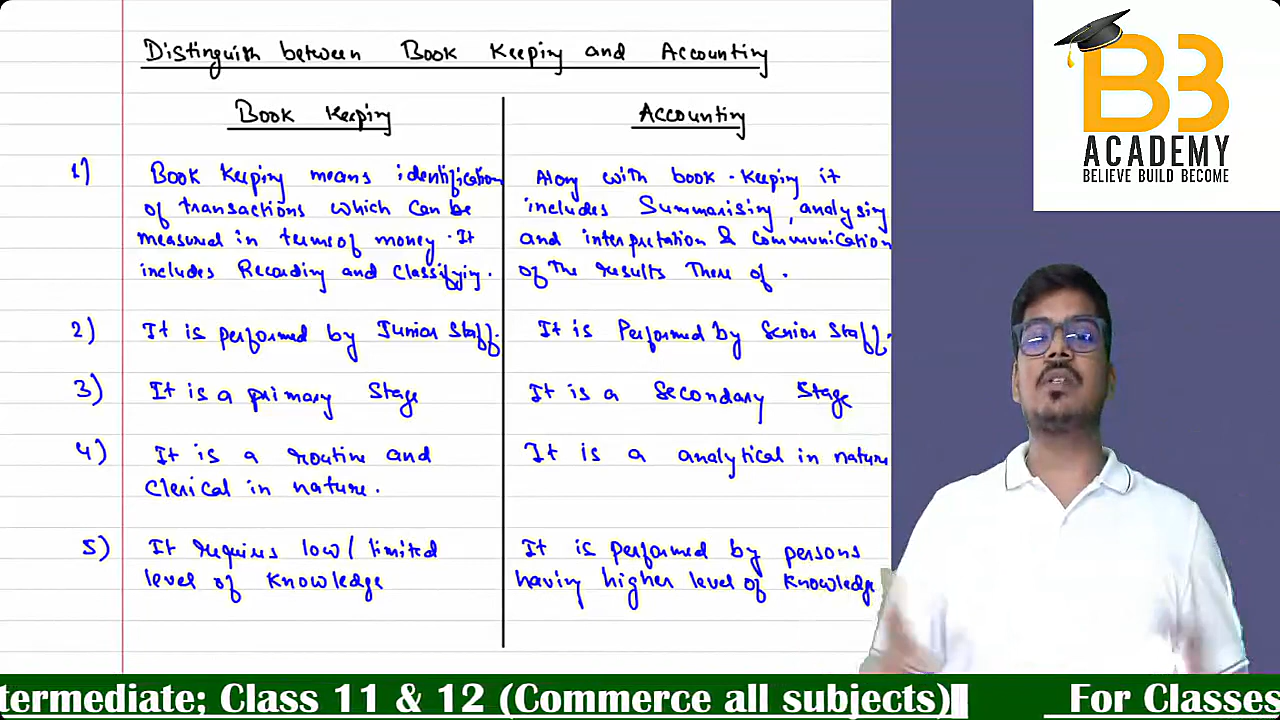 Distinguish between Book Keeping and Accounting
Book Keeping
Accounting
1)
Book Keeping means identification
of transactions which can be
measured in terms of money. It
includes Recording and Classifying.
Along with book-keeping it
includes Summarising, analysing
and interpretation & communication
of the results there of.
2)
It is performed by Junior Staff.
It is Performed by Senior Staff.
3)
It is a primary Stage
It is a Secondary Stage
4)
It is a routine and
Clerical in nature.
It is a analytical in nature
5)
It requires low/limited
level of Knowledge
It is performed by persons
having higher level of Knowledge
B3
ACADEMY
BELIEVE BUILD BECOME
termediate; Class 11 & 12 (Commerce all subjects) For Classes